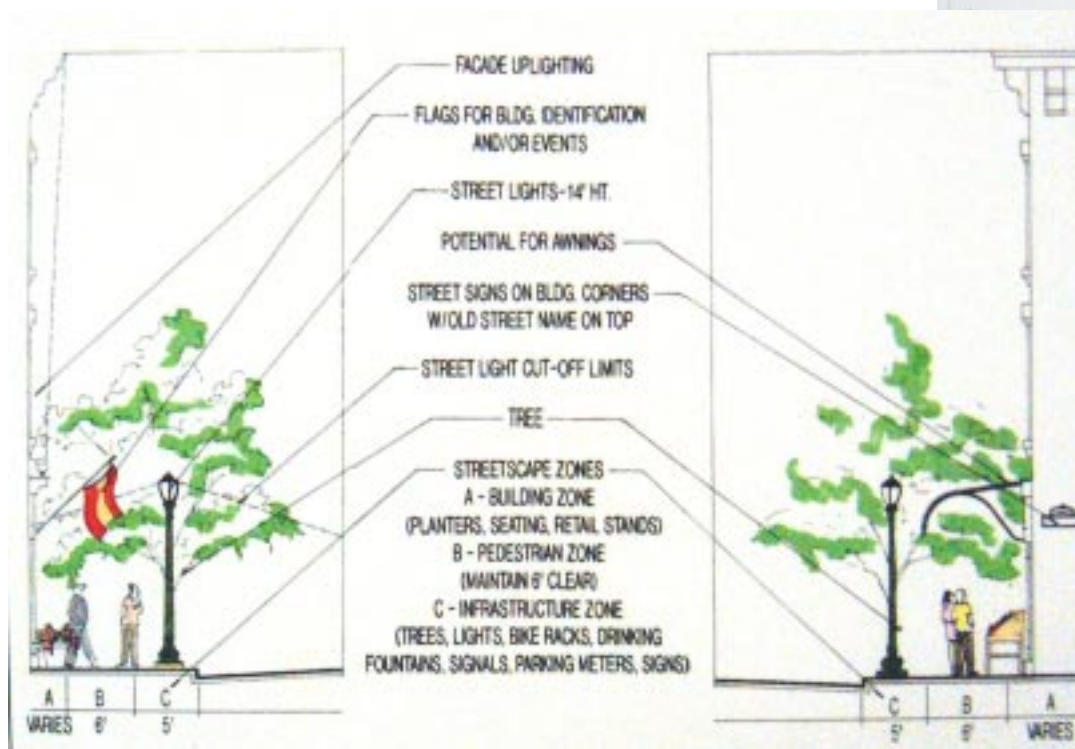 FACADE UPLIGHTING
FLAGS FOR BLDG. IDENTIFICATION
AND/OR EVENTS
STREET LIGHTS-14' HT.
POTENTIAL FOR AWNINGS
STREET SIGNS ON BLDG. CORNERS
W/OLD STREET NAME ON TOP
STREET LIGHT CUT-OFF LIMITS
TREE
STREETSCAPE ZONES
A - BUILDING ZONE
(PLANTERS, SEATING, RETAIL STANDS)
B - PEDESTRIAN ZONE
(MAINTAIN 6' CLEAR)
C - INFRASTRUCTURE ZONE
(TREES, LIGHTS, BIKE RACKS, DRINKING
FOUNTAINS, SIGNALS, PARKING METERS, SIGNS)
A B C
VARIES 6' 5'
C B A
5' 6' VARIES